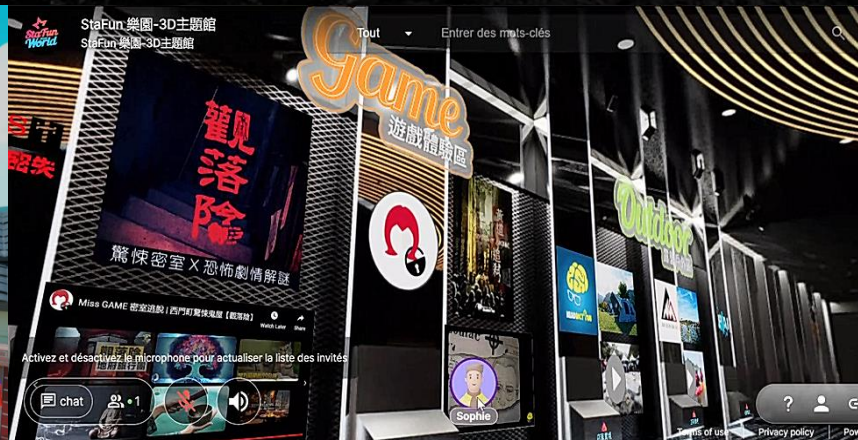 StaFun World
StaFun 樂園-3D主題館
StaFun 樂園-3D主題館
Tout
Entrer des mots-clés
Game
遊戲體驗區
觀落陰
驚悚密室X恐怖劇情解謎
Outdoor
Miss GAME 密室逃脫 | 西門町驚悚鬼屋【觀落陰】
Watch Later
Share
Activez et désactivez le microphone pour actualiser la liste des invités
chat
1
Sophie
?
Terms of use
Privacy policy